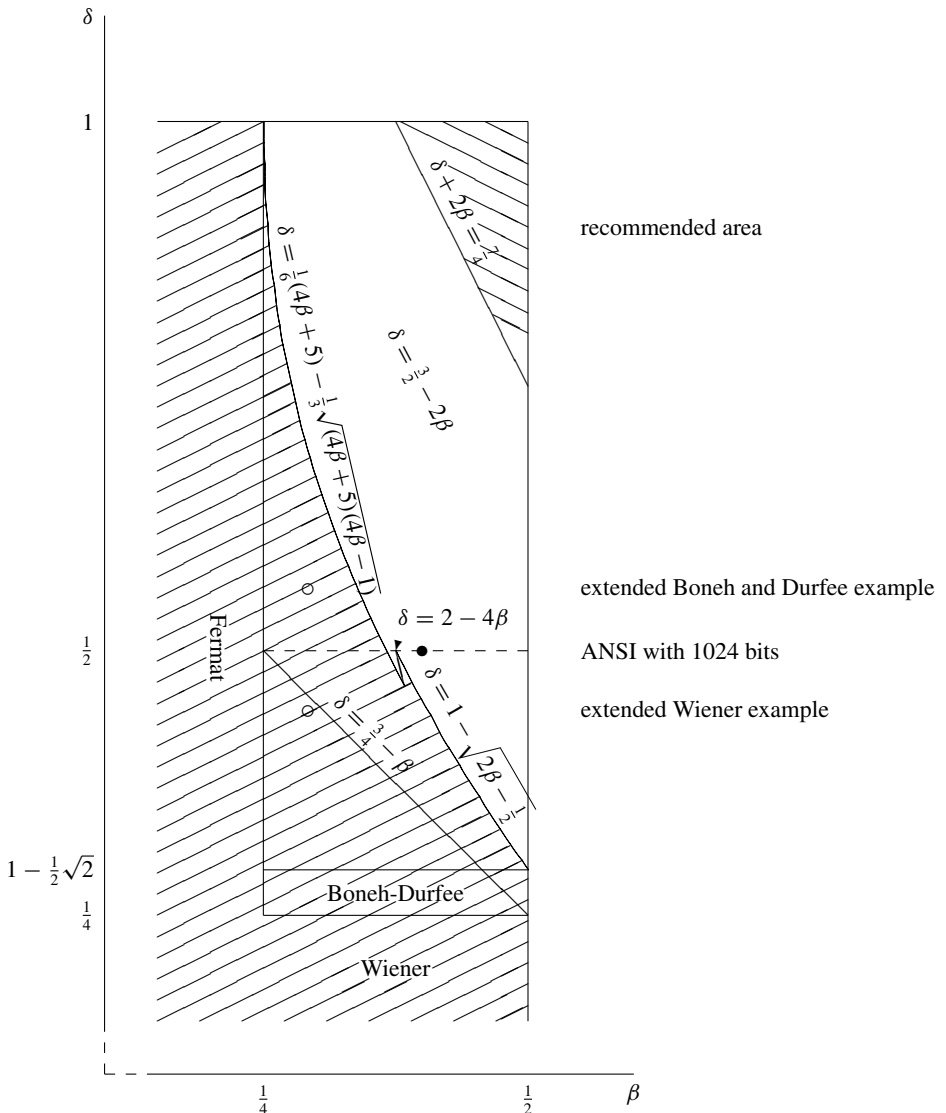 δ
1
δ + 2β = 7/4
recommended area
δ = 1/6(4β + 5) − 1/3√(4β + 5)(4β − 1)
δ = 3/2 − 2β
extended Boneh and Durfee example
δ = 2 − 4β
Fermat
1/2
ANSI with 1024 bits
δ = 1 − √2β − 1/2
extended Wiener example
δ = 3/4 − β
1 − 1/2√2
Boneh-Durfee
1/4
Wiener
1/4
1/2
β